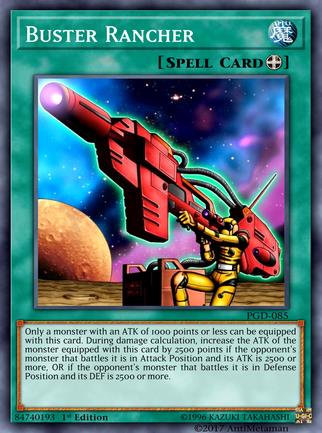 Buster Rancher
[Spell Card]
PGD-085
Only a monster with an ATK of 1000 points or less can be equipped
with this card. During damage calculation, increase the ATK of the
monster equipped with this card by 2500 points if the opponent's
monster that battles it is in Attack Position and its ATK is 2500 or
more, OR if the opponent's monster that battles it is in Defense
Position and its DEF is 2500 or more.
84740193 1st Edition ©1996 KAZUKI TAKAHASHI
©2017 AntiMetaman